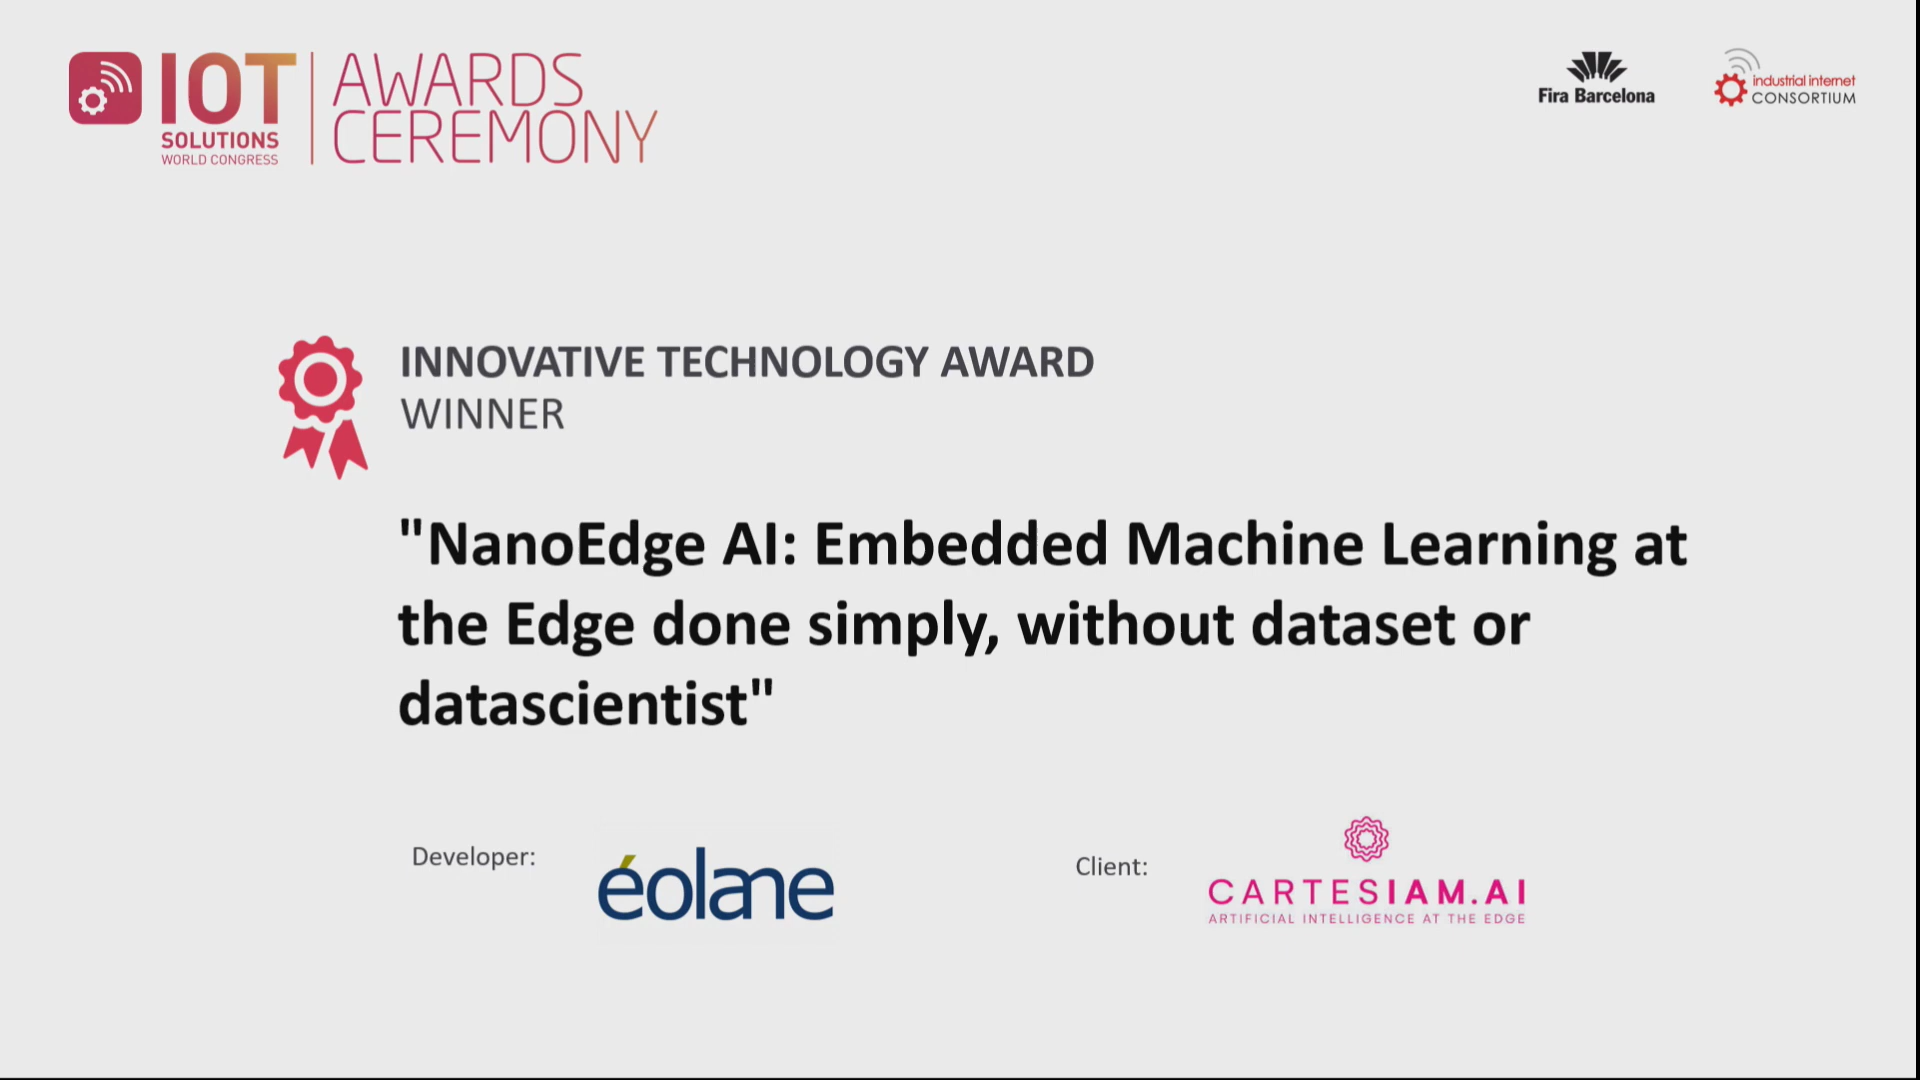 IOT
SOLUTIONS
WORLD CONGRESS
AWARDS
CEREMONY
Fira Barcelona
industrial internet
CONSORTIUM
INNOVATIVE TECHNOLOGY AWARD
WINNER
"NanoEdge AI: Embedded Machine Learning at
the Edge done simply, without dataset or
datascientist"
Developer:
éolane
Client:
CARTESIAM.AI
ARTIFICIAL INTELLIGENCE AT THE EDGE